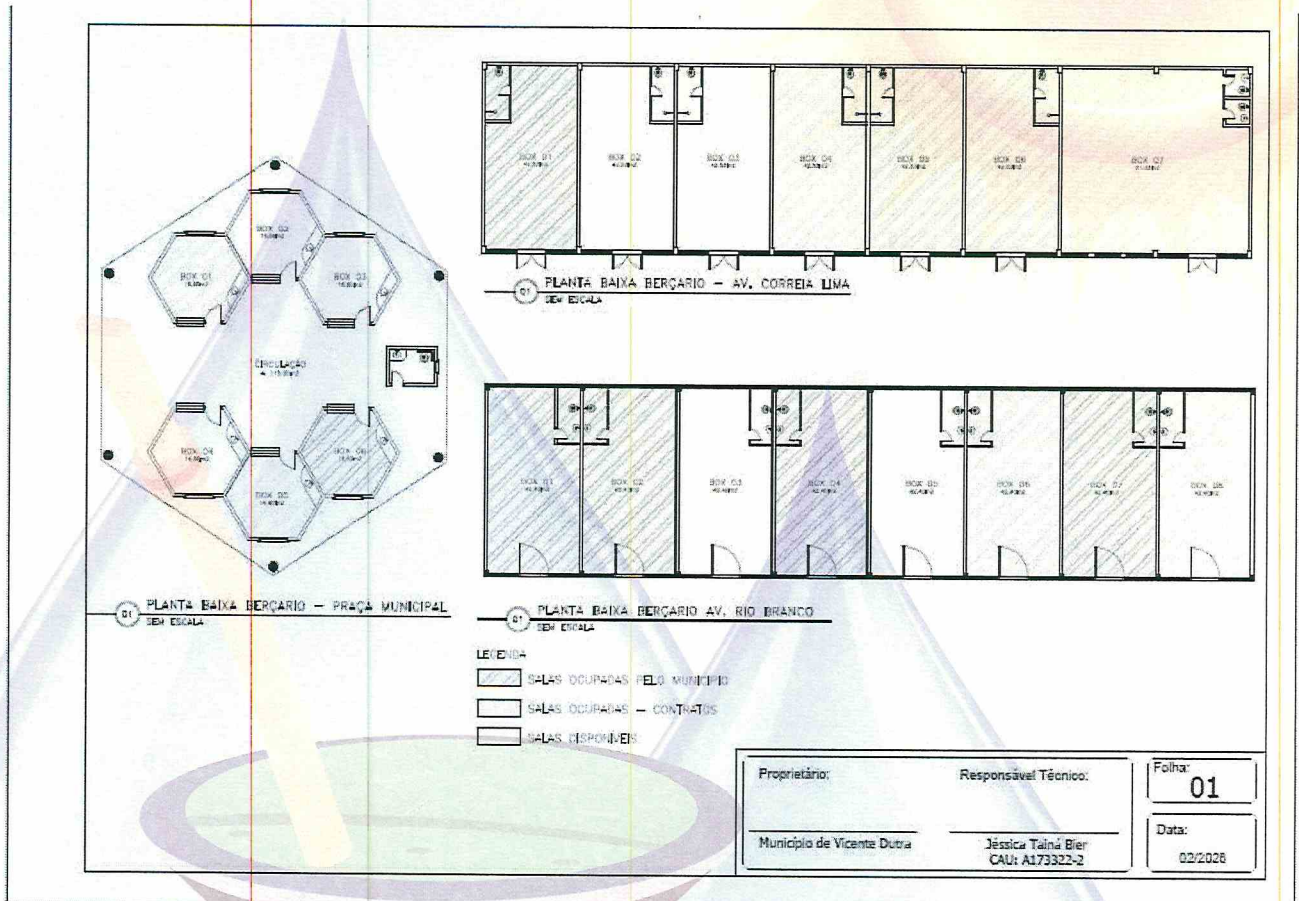 BOX 01
BOX 02
BOX 03
BOX 04
BOX 05
BOX 06
BOX 07
01 PLANTA BAIXA BERÇARIO - AV. CORREIA LIMA
SEM ESCALA
BOX 02
BOX 01
BOX 03
CIRCULAÇÃO
BOX 04
BOX 06
BOX 05
01 PLANTA BAIXA BERÇARIO - PRAÇA MUNICIPAL
SEM ESCALA
BOX 01
BOX 02
BOX 03
BOX 04
BOX 05
BOX 06
BOX 07
BOX 08
01 PLANTA BAIXA BERÇARIO AV. RIO BRANCO
SEM ESCALA
LEGENDA
SALAS OCUPADAS PELO MUNICIPIO
SALAS OCUPADAS - CONTRATOS
SALAS DISPONÍVEIS
Proprietário:
Município de Vicente Dutra
Responsável Técnico:
Jéssica Tainá Bier
CAU: A173322-2
Folha:
01
Data:
02/2026